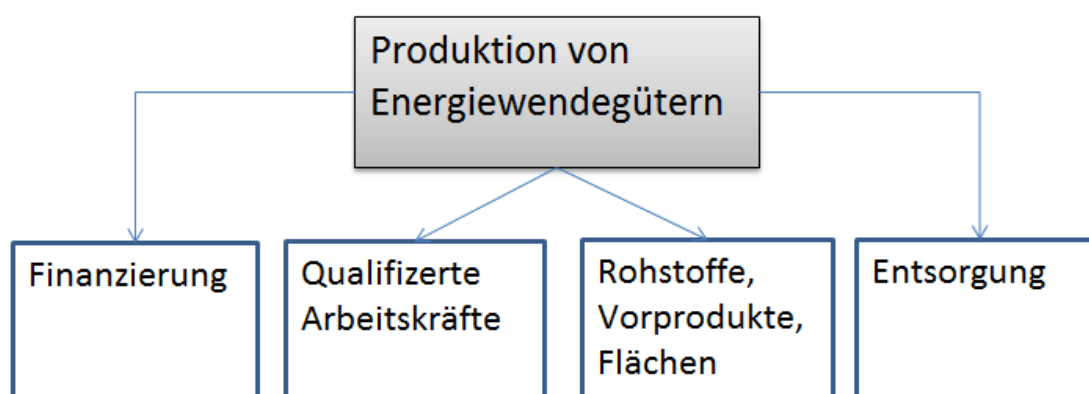 Produktion von
Energiewendegütern
Finanzierung
Qualifizerte
Arbeitskräfte
Rohstoffe,
Vorprodukte,
Flächen
Entsorgung